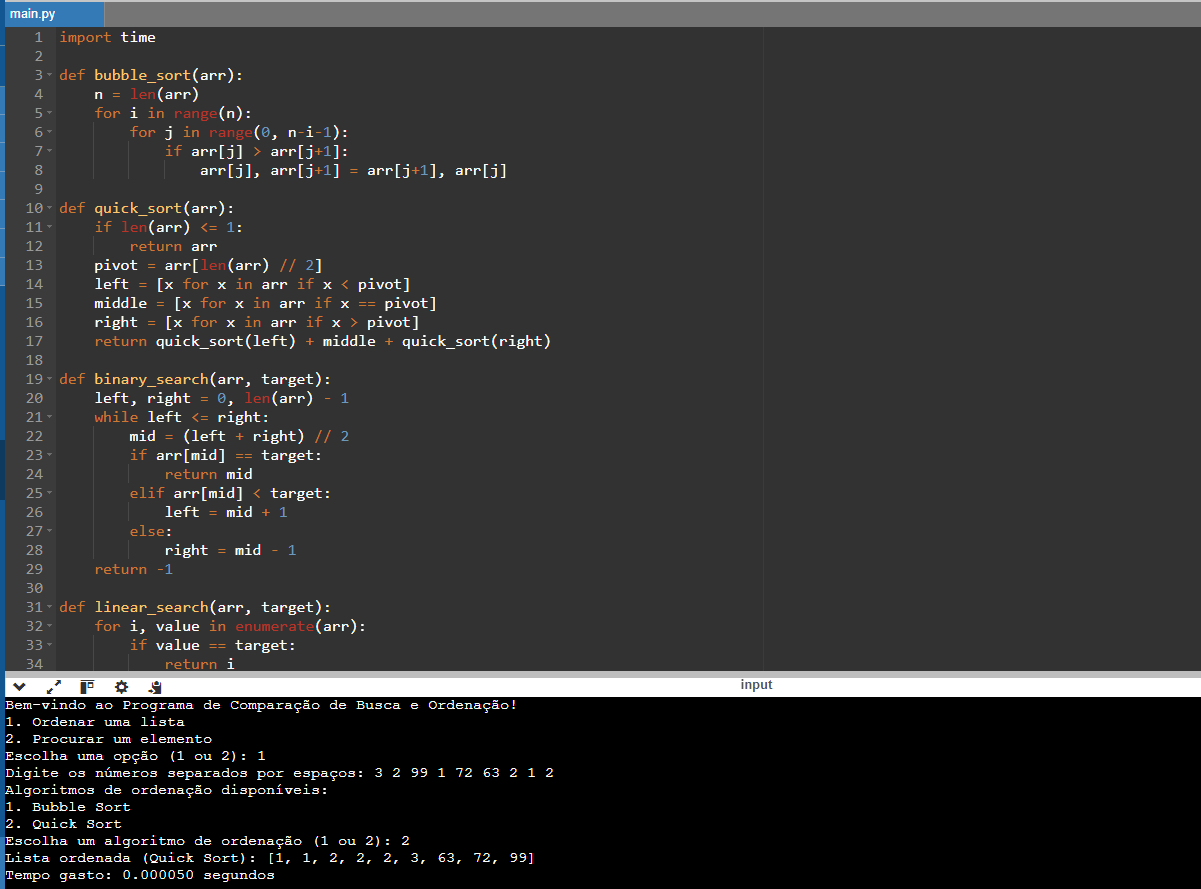 main.py
1 import time
2
3 def bubble_sort(arr):
4     n = len(arr)
5     for i in range(n):
6         for j in range(0, n-i-1):
7             if arr[j] > arr[j+1]:
8                 arr[j], arr[j+1] = arr[j+1], arr[j]
9
10 def quick_sort(arr):
11     if len(arr) <= 1:
12         return arr
13     pivot = arr[len(arr) // 2]
14     left = [x for x in arr if x < pivot]
15     middle = [x for x in arr if x == pivot]
16     right = [x for x in arr if x > pivot]
17     return quick_sort(left) + middle + quick_sort(right)
18
19 def binary_search(arr, target):
20     left, right = 0, len(arr) - 1
21     while left <= right:
22         mid = (left + right) // 2
23         if arr[mid] == target:
24             return mid
25         elif arr[mid] < target:
26             left = mid + 1
27         else:
28             right = mid - 1
29     return -1
30
31 def linear_search(arr, target):
32     for i, value in enumerate(arr):
33         if value == target:
34             return i
input
Bem-vindo ao Programa de Comparação de Busca e Ordenação!
1. Ordenar uma lista
2. Procurar um elemento
Escolha uma opção (1 ou 2): 1
Digite os números separados por espaços: 3 2 99 1 72 63 2 1 2
Algoritmos de ordenação disponíveis:
1. Bubble Sort
2. Quick Sort
Escolha um algoritmo de ordenação (1 ou 2): 2
Lista ordenada (Quick Sort): [1, 1, 2, 2, 2, 3, 63, 72, 99]
Tempo gasto: 0.000050 segundos